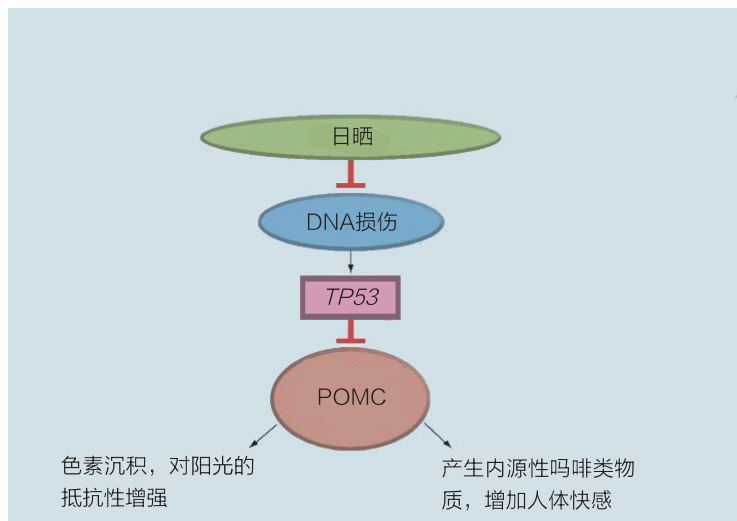 日晒
DNA损伤
TP53
POMC
色素沉积，对阳光的
抵抗性增强
产生内源性吗啡类物
质，增加人体快感